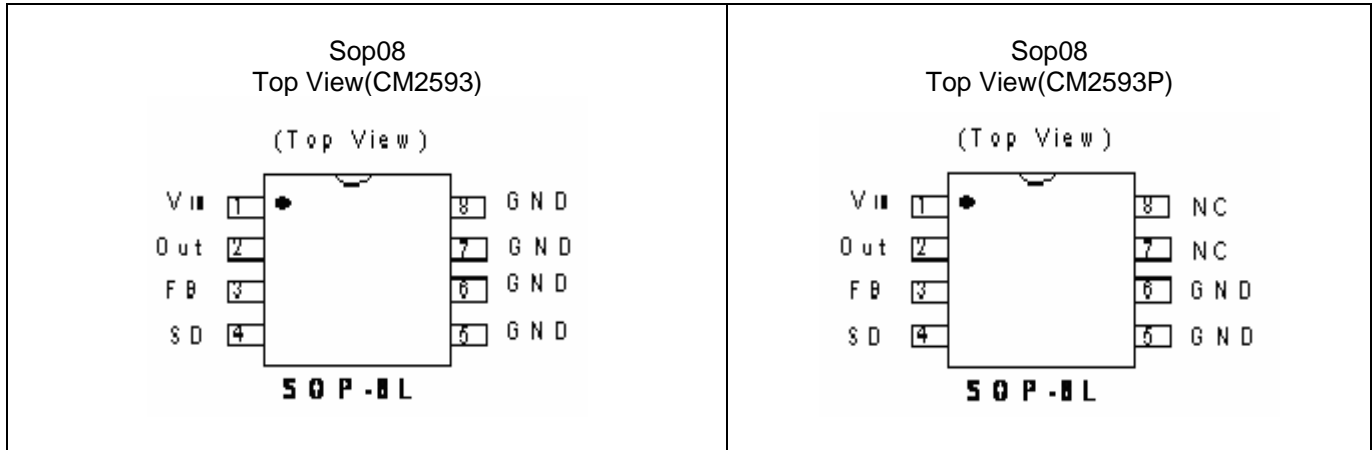 Sop08
Top View(CM2593)
(Top View)
Vin 1 8 GND
Out 2 7 GND
FB 3 6 GND
SD 4 5 GND
SOP-8L
Sop08
Top View(CM2593P)
(Top View)
Vin 1 8 NC
Out 2 7 NC
FB 3 6 GND
SD 4 5 GND
SOP-8L